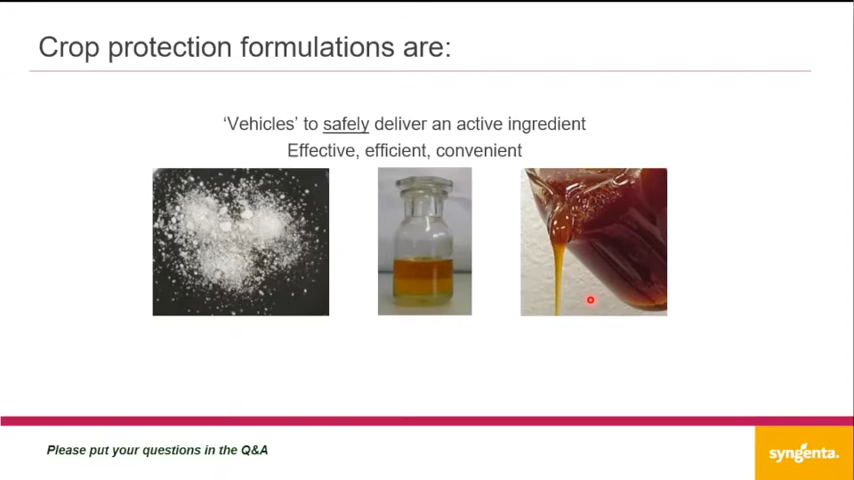 Crop protection formulations are:
‘Vehicles’ to safely deliver an active ingredient
Effective, efficient, convenient
Please put your questions in the Q&A
syngenta.